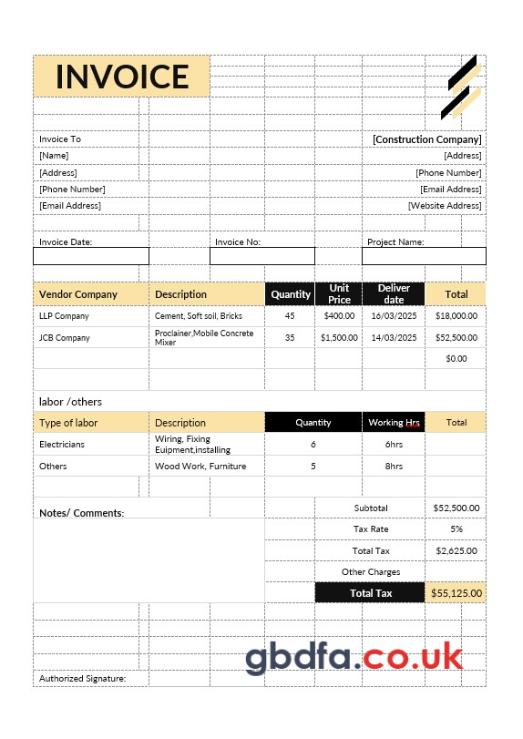 INVOICE
Invoice To [Construction Company]
[Name] [Address]
[Address] [Phone Number]
[Phone Number] [Email Address]
[Email Address] [Website Address]
Invoice Date: Invoice No: Project Name:
Vendor Company Description Quantity Unit Price Deliver date Total
LLP Company Cement, Soft soil, Bricks 45 $400.00 16/03/2025 $18,000.00
JCB Company Proclainer,Mobile Concrete Mixer 35 $1,500.00 14/03/2025 $52,500.00
$0.00
labor /others
Type of labor Description Quantity Working Hrs Total
Electricians Wiring, Fixing Euipment,installing 6 6hrs
Others Wood Work, Furniture 5 8hrs
Notes/ Comments:
Subtotal $52,500.00
Tax Rate 5%
Total Tax $2,625.00
Other Charges
Total Tax $55,125.00
gbdfa.co.uk
Authorized Signature: